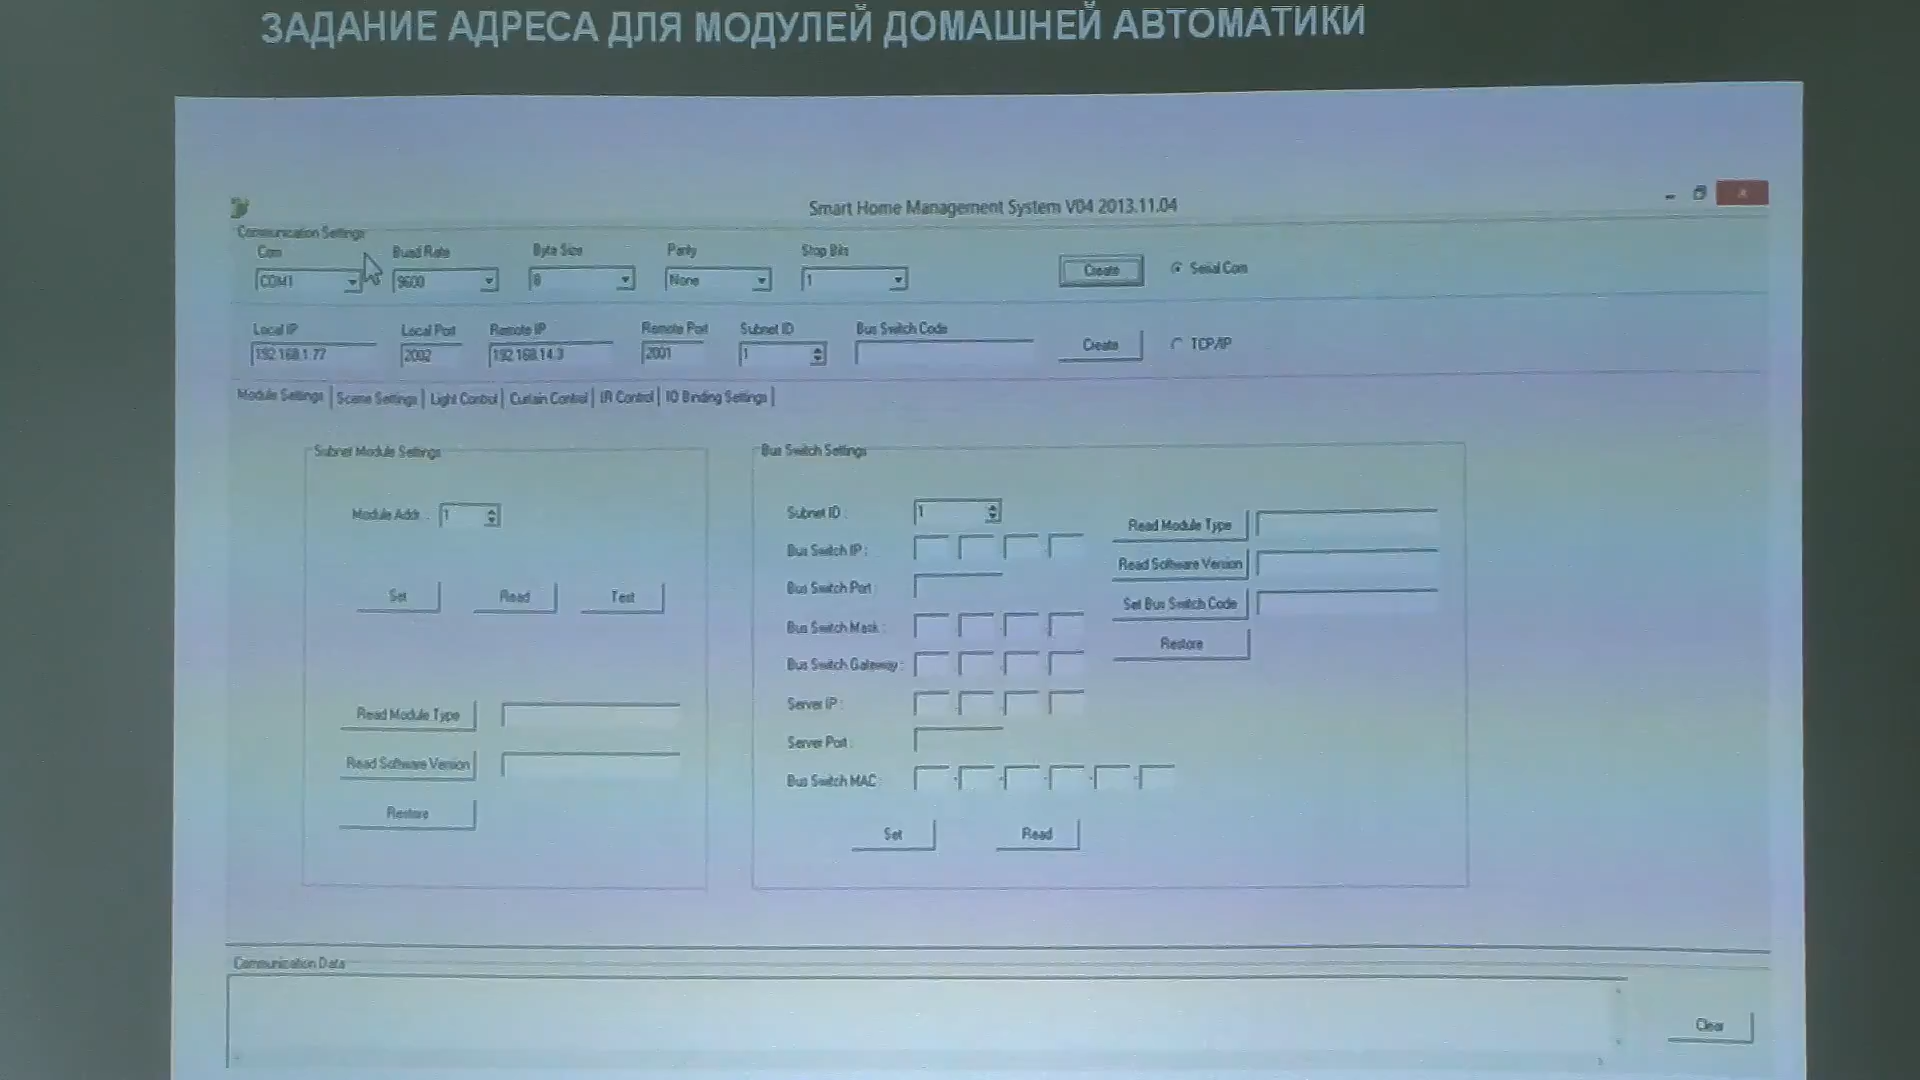 ЗАДАНИЕ АДРЕСА ДЛЯ МОДУЛЕЙ ДОМАШНЕЙ АВТОМАТИКИ
Smart Home Management System V04 2013.11.04
Communication Settings
Com Buad Rate Byte Size Parity Stop Bits
COM1 9600 8 None 1 Create Serial Com
Local IP Local Port Remote IP Remote Port Subnet ID Bus Switch Code
192.168.1.77 2002 192.168.14.3 2001 1 Create TCP/IP
Module Settings Scene Settings Light Control Curtain Control IR Control IO Binding Settings
Subnet Module Settings
Module Addr : 1
Set Read Test
Read Module Type
Read Software Version
Restore
Bus Switch Settings
Subnet ID : 1
Bus Switch IP :
Bus Switch Port :
Bus Switch Mask :
Bus Switch Gateway :
Server IP :
Server Port :
Bus Switch MAC :
Set Read
Read Module Type
Read Software Version
Set Bus Switch Code
Restore
Communication Data
Clear